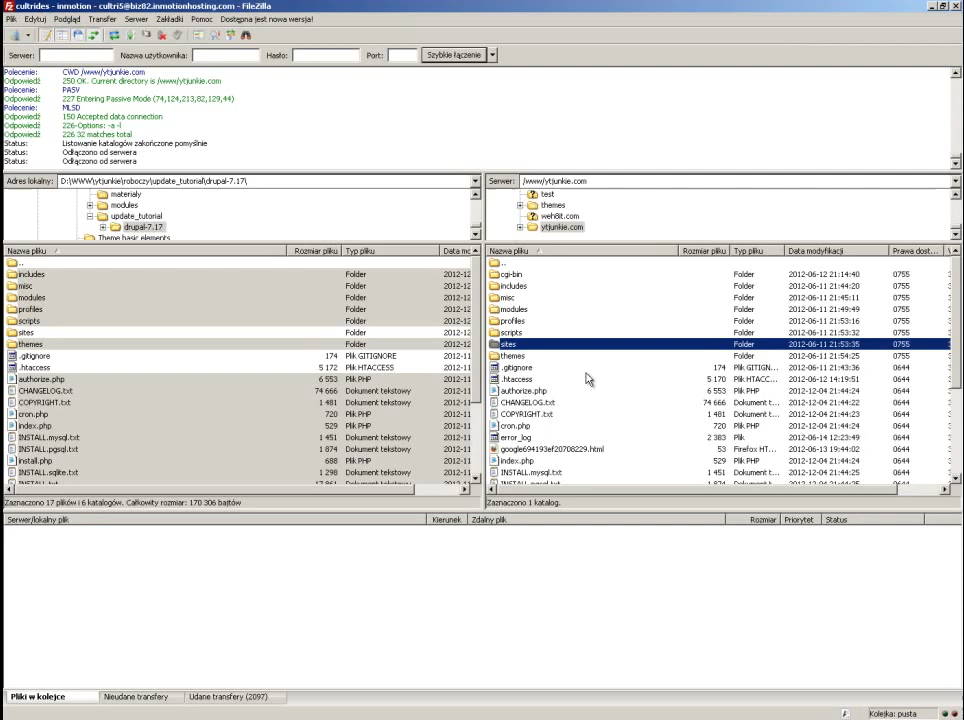 cultrides - inmotion - cultri5@biz82.inmotionhosting.com - FileZilla
Plik Edytuj Podgląd Transfer Serwer Zakładki Pomoc Dostępna jest nowa wersja!
Serwer: Nazwa użytkownika: Hasło: Port: Szybkie łączenie
Polecenie: CWD /www/ytjunkie.com
Odpowiedź: 250 OK. Current directory is /www/ytjunkie.com
Polecenie: PASV
Odpowiedź: 227 Entering Passive Mode (74,124,213,82,129,44)
Polecenie: MLSD
Odpowiedź: 150 Accepted data connection
Odpowiedź: 226-Options: -a -l
Odpowiedź: 226 32 matches total
Status: Listowanie katalogów zakończone pomyślnie
Status: Odłączono od serwera
Status: Odłączono od serwera
Adres lokalny: D:\WWW\ytjunkie\roboczy\update_tutorial\drupal-7.17\
materialy
modules
update_tutorial
drupal-7.17
Theme basic elements
Serwer: /www/ytjunkie.com
test
themes
weh8it.com
ytjunkie.com
Nazwa pliku Rozmiar pliku Typ pliku Data mo
..
includes Folder 2012-12
misc Folder 2012-12
modules Folder 2012-12
profiles Folder 2012-12
scripts Folder 2012-12
sites Folder 2012-12
themes Folder 2012-12
.gitignore 174 Plik GITIGNORE 2012-11
.htaccess 5 172 Plik HTACCESS 2012-11
authorize.php 6 553 Plik PHP 2012-11
CHANGELOG.txt 74 666 Dokument tekstowy 2012-11
COPYRIGHT.txt 1 481 Dokument tekstowy 2012-11
cron.php 720 Plik PHP 2012-11
index.php 529 Plik PHP 2012-11
INSTALL.mysql.txt 1 451 Dokument tekstowy 2012-11
INSTALL.pgsql.txt 1 874 Dokument tekstowy 2012-11
install.php 688 Plik PHP 2012-11
INSTALL.sqlite.txt 1 298 Dokument tekstowy 2012-11
INSTALL.txt 17 861 Dokument tekstowy 2012-11
Zaznaczono 17 plików i 6 katalogów. Całkowity rozmiar: 170 306 bajtów
Nazwa pliku Rozmiar pliku Typ pliku Data modyfikacji Prawa dost...
..
cgi-bin Folder 2012-06-12 21:14:40 0755
includes Folder 2012-06-11 21:44:20 0755
misc Folder 2012-06-11 21:45:11 0755
modules Folder 2012-06-11 21:49:49 0755
profiles Folder 2012-06-11 21:53:16 0755
scripts Folder 2012-06-11 21:53:32 0755
sites Folder 2012-06-11 21:53:35 0755
themes Folder 2012-06-11 21:54:25 0755
.gitignore 174 Plik GITIGN... 2012-06-11 21:43:36 0644
.htaccess 5 170 Plik HTACC... 2012-06-12 14:19:51 0644
authorize.php 6 553 Plik PHP 2012-12-04 21:44:24 0644
CHANGELOG.txt 74 666 Dokument t... 2012-12-04 21:44:22 0644
COPYRIGHT.txt 1 481 Dokument t... 2012-12-04 21:44:23 0644
cron.php 720 Plik PHP 2012-12-04 21:44:24 0644
error_log 2 383 Plik 2012-06-14 12:23:49 0644
google694193ef20708229.html 53 Firefox HT... 2012-06-13 19:44:02 0644
index.php 529 Plik PHP 2012-12-04 21:44:24 0644
INSTALL.mysql.txt 1 451 Dokument t... 2012-12-04 21:44:25 0644
INSTALL.pgsql.txt 1 874 Dokument t... 2012-12-04 21:44:25 0644
Zaznaczono 1 katalog.
Serwer/lokalny plik Kierunek Zdalny plik Rozmiar Priorytet Status
Pliki w kolejce Nieudane transfery Udane transfery (2097)
Kolejka: pusta